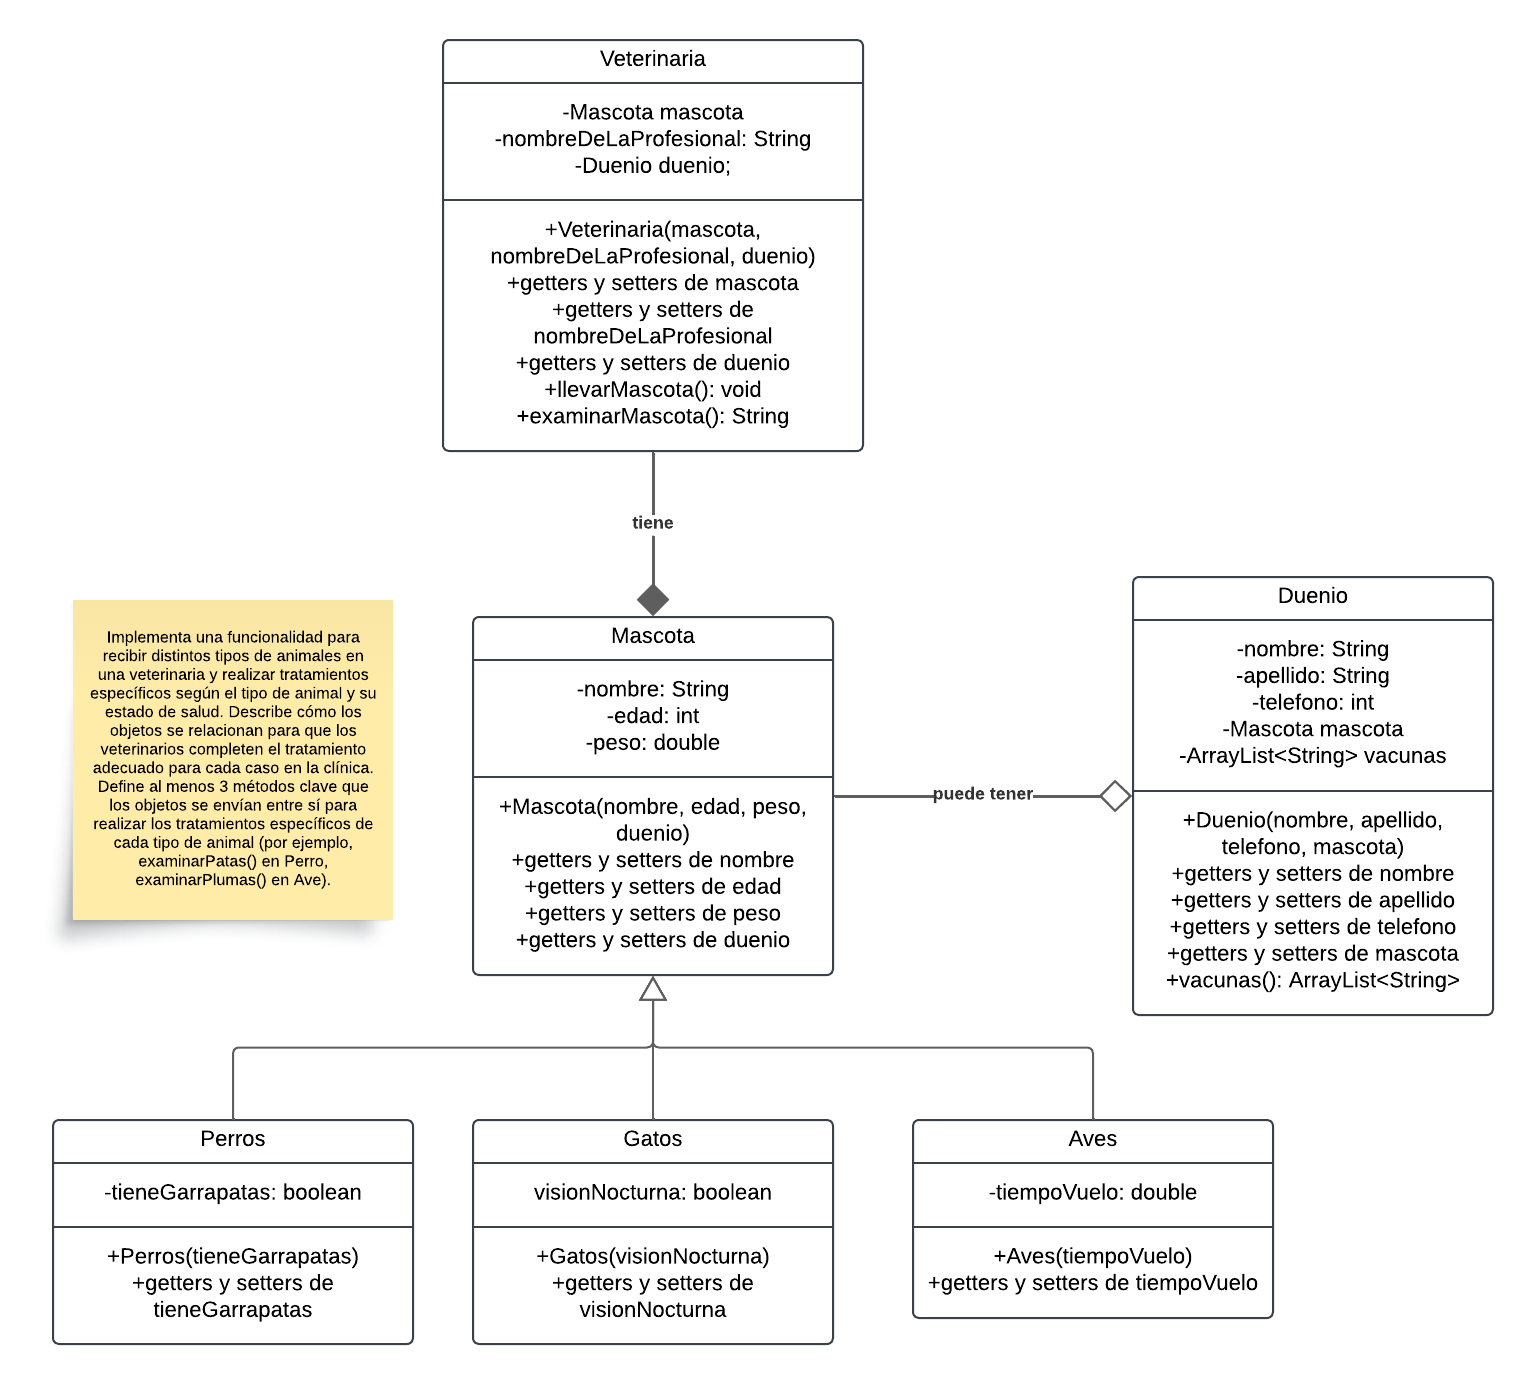 Veterinaria
-Mascota mascota
-nombreDeLaProfesional: String
-Duenio duenio;
+Veterinaria(mascota,
nombreDeLaProfesional, duenio)
+getters y setters de mascota
+getters y setters de
nombreDeLaProfesional
+getters y setters de duenio
+llevarMascota(): void
+examinarMascota(): String
tiene
Implementa una funcionalidad para
recibir distintos tipos de animales en
una veterinaria y realizar tratamientos
específicos según el tipo de animal y su
estado de salud. Describe cómo los
objetos se relacionan para que los
veterinarios completen el tratamiento
adecuado para cada caso en la clínica.
Define al menos 3 métodos clave que
los objetos se envían entre sí para
realizar los tratamientos específicos de
cada tipo de animal (por ejemplo,
examinarPatas() en Perro,
examinarPlumas() en Ave).
Mascota
-nombre: String
-edad: int
-peso: double
+Mascota(nombre, edad, peso,
duenio)
+getters y setters de nombre
+getters y setters de edad
+getters y setters de peso
+getters y setters de duenio
puede tener
Duenio
-nombre: String
-apellido: String
-telefono: int
-Mascota mascota
-ArrayList<String> vacunas
+Duenio(nombre, apellido,
telefono, mascota)
+getters y setters de nombre
+getters y setters de apellido
+getters y setters de telefono
+getters y setters de mascota
+vacunas(): ArrayList<String>
Perros
-tieneGarrapatas: boolean
+Perros(tieneGarrapatas)
+getters y setters de
tieneGarrapatas
Gatos
visionNocturna: boolean
+Gatos(visionNocturna)
+getters y setters de
visionNocturna
Aves
-tiempoVuelo: double
+Aves(tiempoVuelo)
+getters y setters de tiempoVuelo